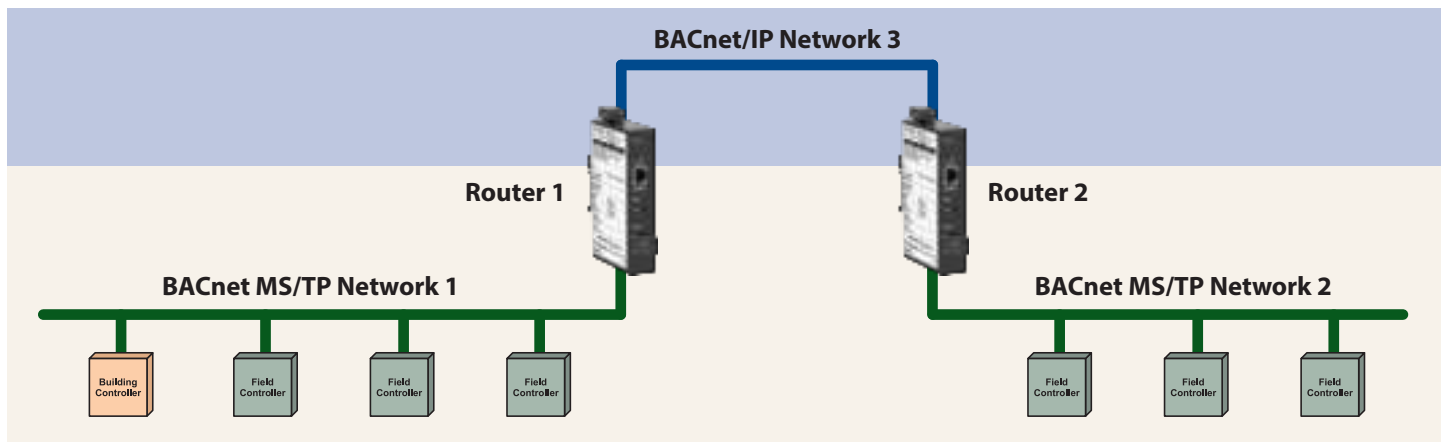 BACnet/IP Network 3
Router 1
Router 2
BACnet MS/TP Network 1
BACnet MS/TP Network 2
Building
Controller
Field
Controller
Field
Controller
Field
Controller
Field
Controller
Field
Controller
Field
Controller